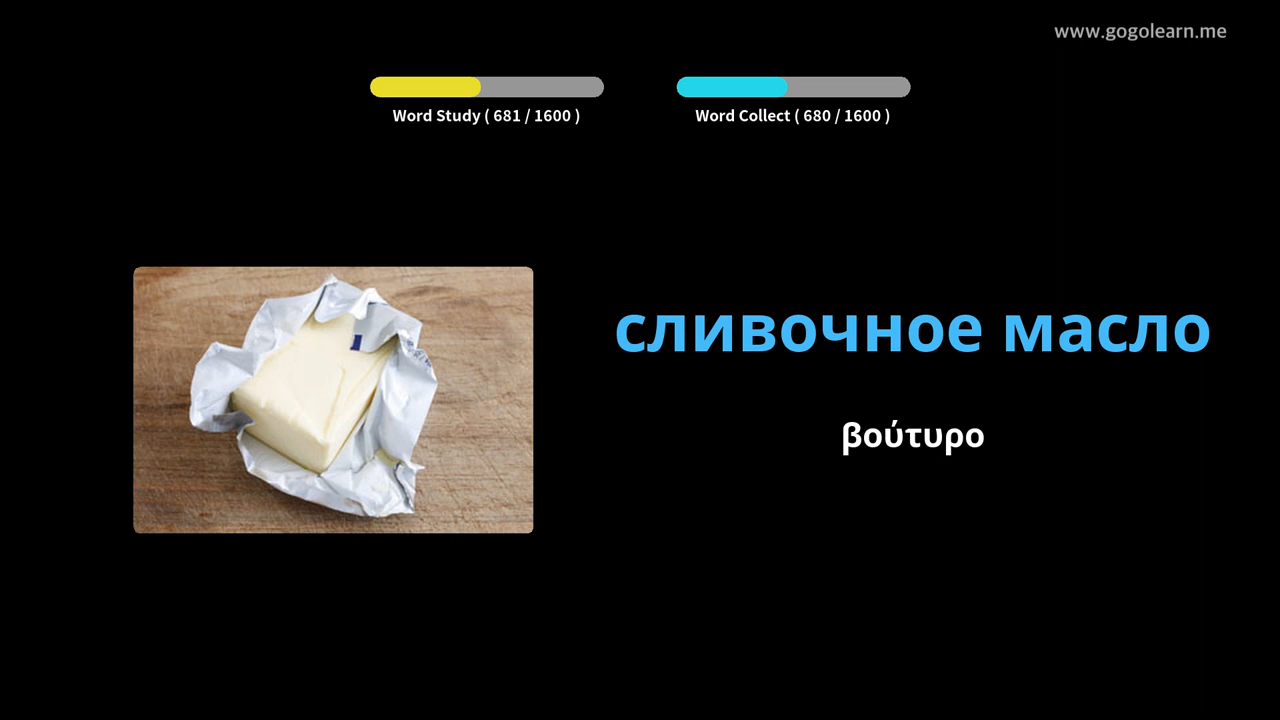 www.gogolearn.me
Word Study ( 681 / 1600 )
Word Collect ( 680 / 1600 )
сливочное масло
βούτυρο